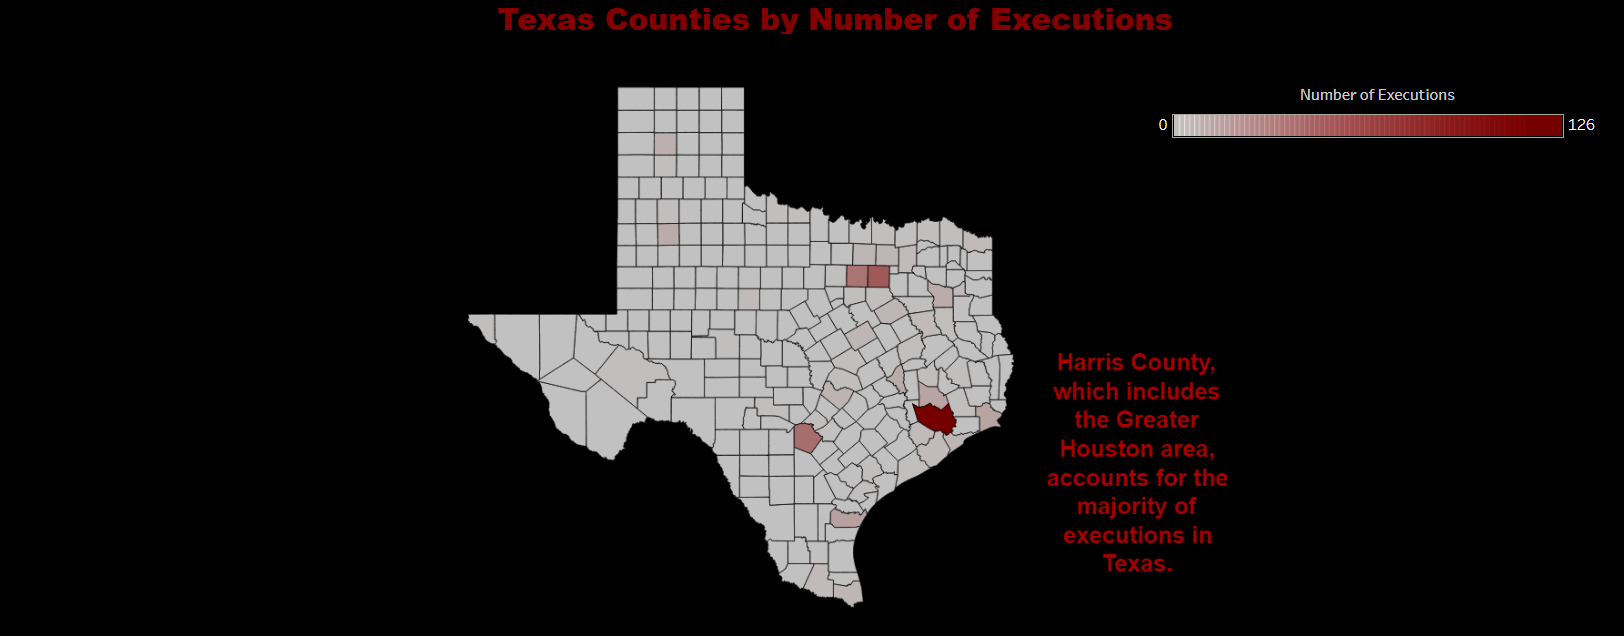 Texas Counties by Number of Executions
Number of Executions
0 126
Harris County,
which includes
the Greater
Houston area,
accounts for the
majority of
executions in
Texas.